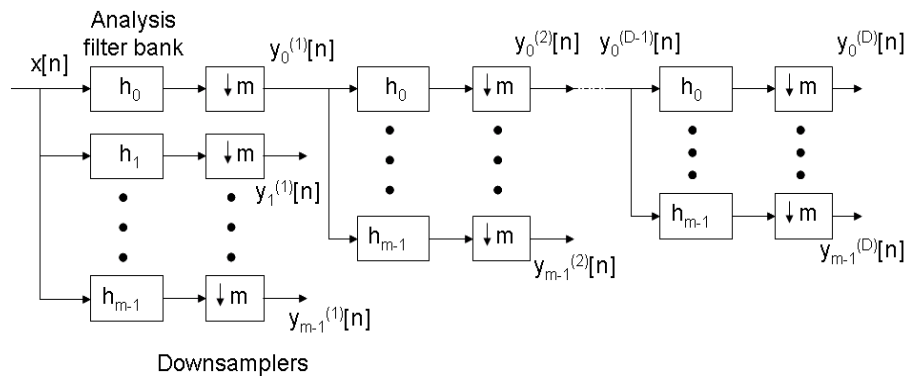 Analysis
filter bank
x[n]
y₀⁽¹⁾[n]
y₀⁽²⁾[n]
y₀⁽ᴰ⁻¹⁾[n]
y₀⁽ᴰ⁾[n]
h₀
↓ m
h₀
↓ m
h₀
↓ m
h₁
↓ m
y₁⁽¹⁾[n]
hₘ₋₁
↓ m
hₘ₋₁
↓ m
yₘ₋₁⁽²⁾[n]
yₘ₋₁⁽ᴰ⁾[n]
hₘ₋₁
↓ m
yₘ₋₁⁽¹⁾[n]
Downsamplers